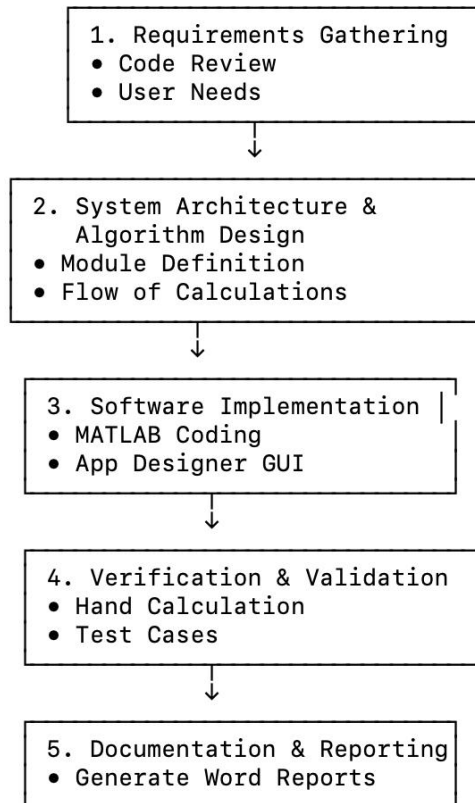 1. Requirements Gathering
• Code Review
• User Needs
2. System Architecture &
Algorithm Design
• Module Definition
• Flow of Calculations
3. Software Implementation
• MATLAB Coding
• App Designer GUI
4. Verification & Validation
• Hand Calculation
• Test Cases
5. Documentation & Reporting
• Generate Word Reports